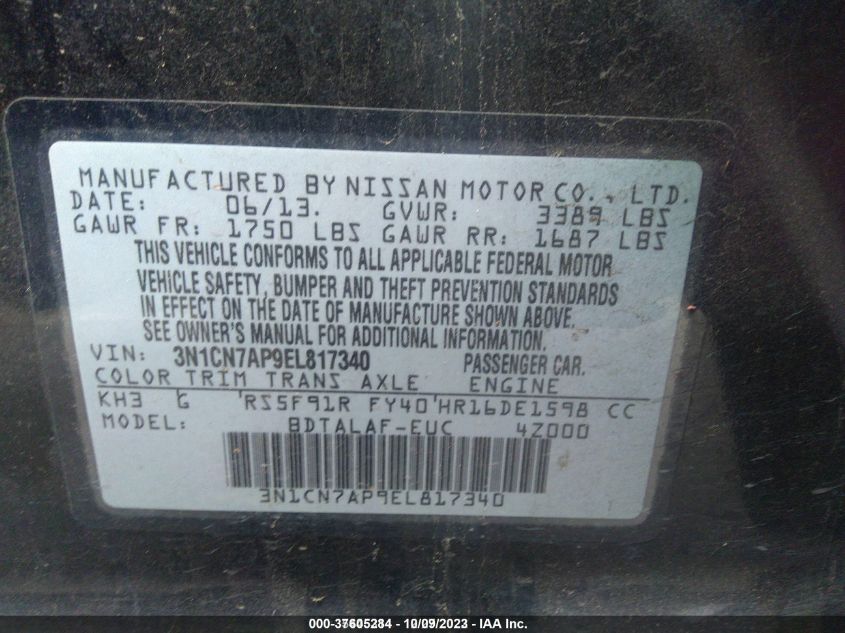 MANUFACTURED BY NISSAN MOTOR CO., LTD.
DATE: 06/13. GVWR: 3389 LBS
GAWR FR: 1750 LBS GAWR RR: 1687 LBS
THIS VEHICLE CONFORMS TO ALL APPLICABLE FEDERAL MOTOR
VEHICLE SAFETY, BUMPER AND THEFT PREVENTION STANDARDS
IN EFFECT ON THE DATE OF MANUFACTURE SHOWN ABOVE.
SEE OWNER'S MANUAL FOR ADDITIONAL INFORMATION.
VIN: 3N1CN7AP9EL817340 PASSENGER CAR.
COLOR TRIM TRANS AXLE ENGINE
KH3 G 'RS5F91R FY40'HR16DE1598 CC
MODEL: BDTALAF-EUC 4Z000
3N1CN7AP9EL817340
000-37605284 - 10/09/2023 - IAA Inc.